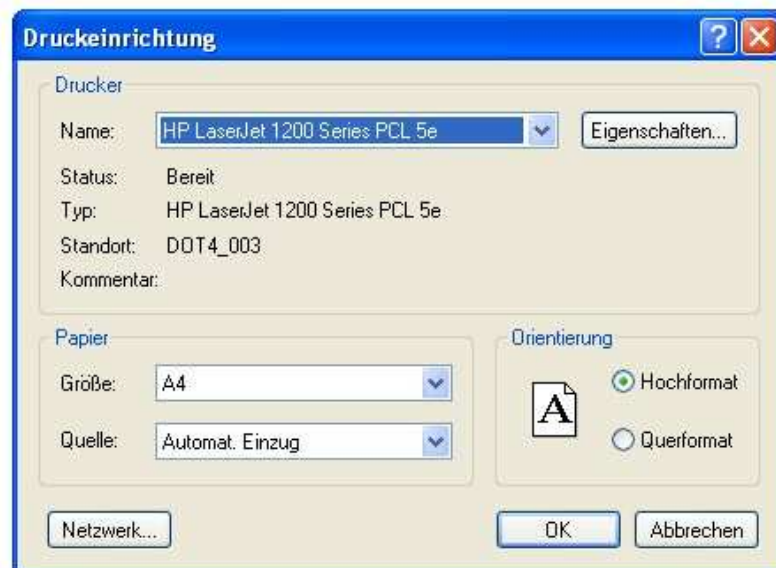 Druckeinrichtung
Drucker
Name: HP LaserJet 1200 Series PCL 5e Eigenschaften...
Status: Bereit
Typ: HP LaserJet 1200 Series PCL 5e
Standort: DOT4_003
Kommentar:
Papier
Größe: A4
Quelle: Automat. Einzug
Orientierung
A
Hochformat
Querformat
Netzwerk... OK Abbrechen